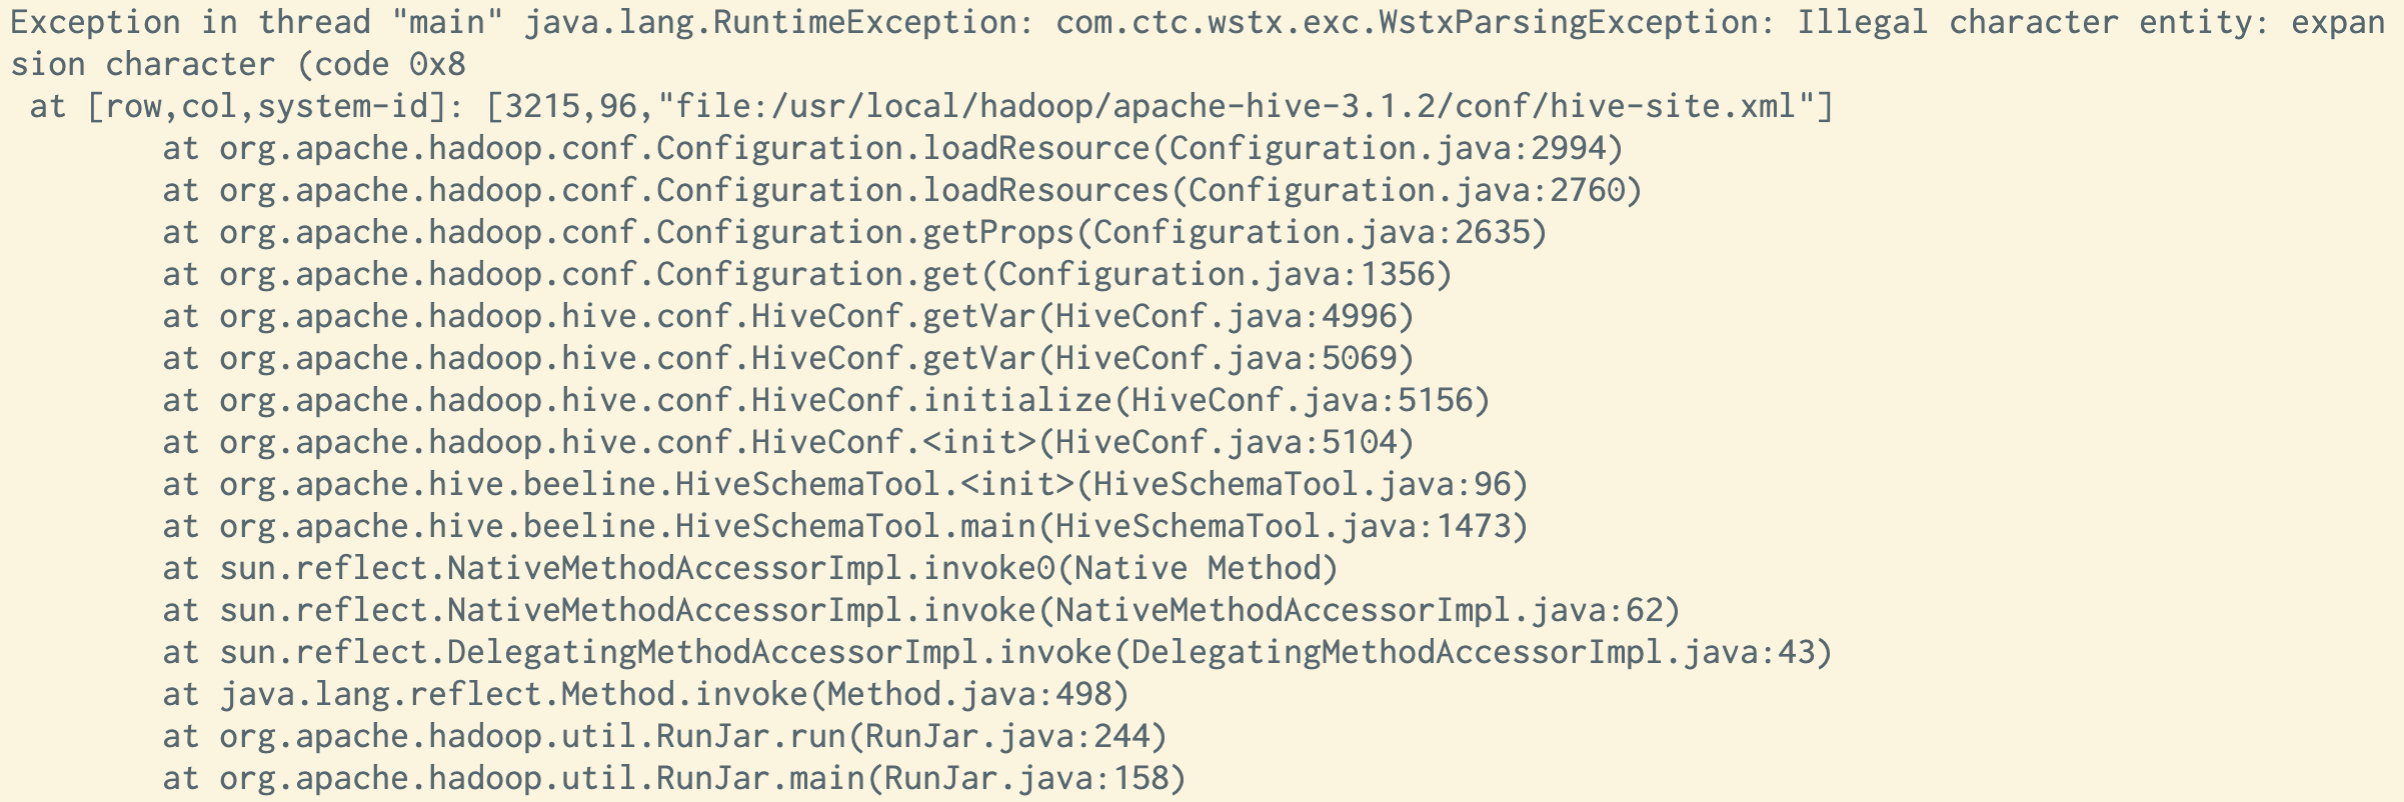 Exception in thread "main" java.lang.RuntimeException: com.ctc.wstx.exc.WstxParsingException: Illegal character entity: expan
sion character (code 0x8
 at [row,col,system-id]: [3215,96,"file:/usr/local/hadoop/apache-hive-3.1.2/conf/hive-site.xml"]
        at org.apache.hadoop.conf.Configuration.loadResource(Configuration.java:2994)
        at org.apache.hadoop.conf.Configuration.loadResources(Configuration.java:2760)
        at org.apache.hadoop.conf.Configuration.getProps(Configuration.java:2635)
        at org.apache.hadoop.conf.Configuration.get(Configuration.java:1356)
        at org.apache.hadoop.hive.conf.HiveConf.getVar(HiveConf.java:4996)
        at org.apache.hadoop.hive.conf.HiveConf.getVar(HiveConf.java:5069)
        at org.apache.hadoop.hive.conf.HiveConf.initialize(HiveConf.java:5156)
        at org.apache.hadoop.hive.conf.HiveConf.<init>(HiveConf.java:5104)
        at org.apache.hive.beeline.HiveSchemaTool.<init>(HiveSchemaTool.java:96)
        at org.apache.hive.beeline.HiveSchemaTool.main(HiveSchemaTool.java:1473)
        at sun.reflect.NativeMethodAccessorImpl.invoke0(Native Method)
        at sun.reflect.NativeMethodAccessorImpl.invoke(NativeMethodAccessorImpl.java:62)
        at sun.reflect.DelegatingMethodAccessorImpl.invoke(DelegatingMethodAccessorImpl.java:43)
        at java.lang.reflect.Method.invoke(Method.java:498)
        at org.apache.hadoop.util.RunJar.run(RunJar.java:244)
        at org.apache.hadoop.util.RunJar.main(RunJar.java:158)